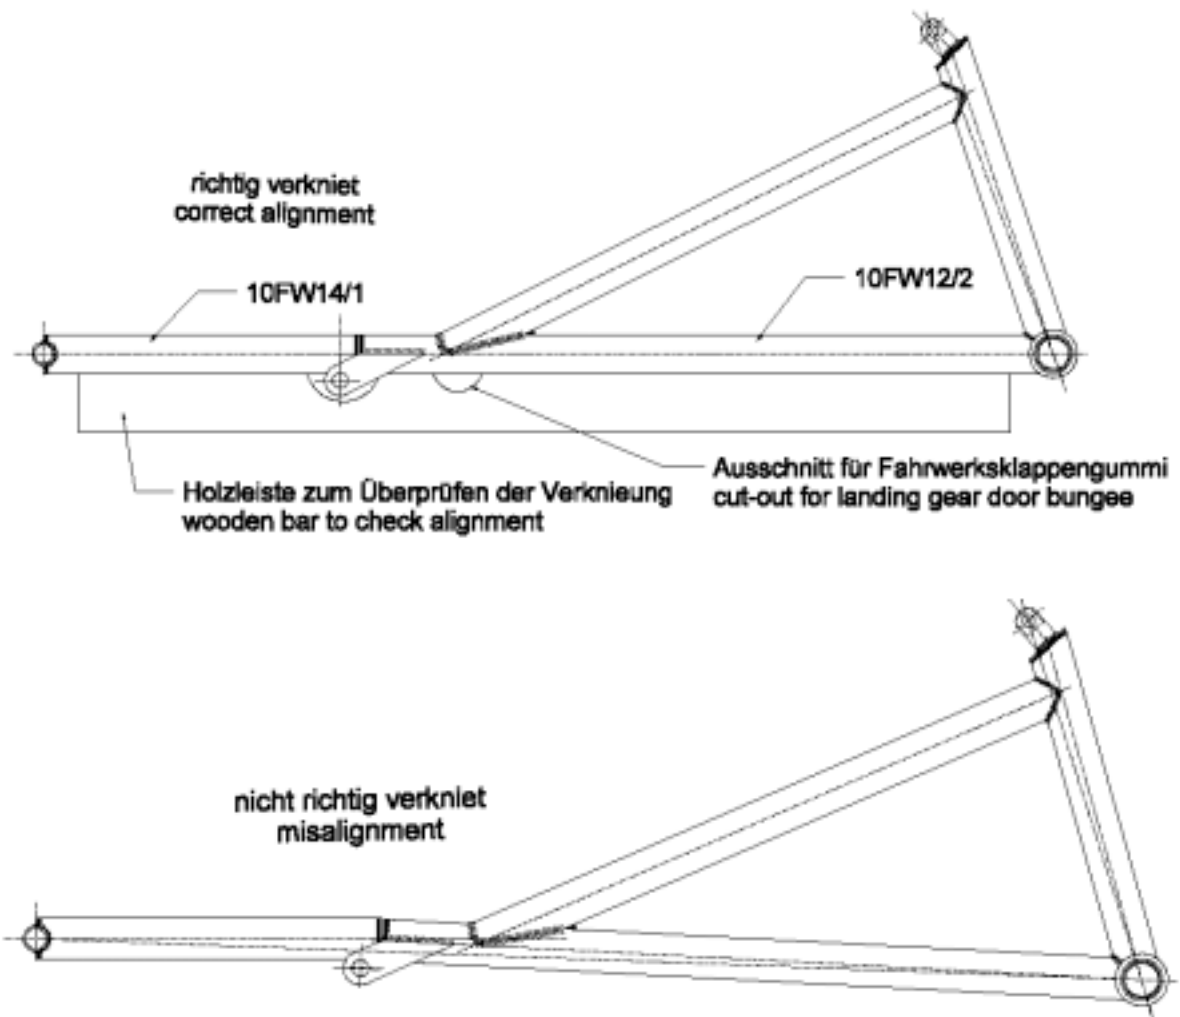 richtig verkniet
correct alignment
10FW14/1
10FW12/2
Ausschnitt für Fahrwerksklappengummi
cut-out for landing gear door bungee
Holzleiste zum Überprüfen der Verknieung
wooden bar to check alignment
nicht richtig verkniet
misalignment